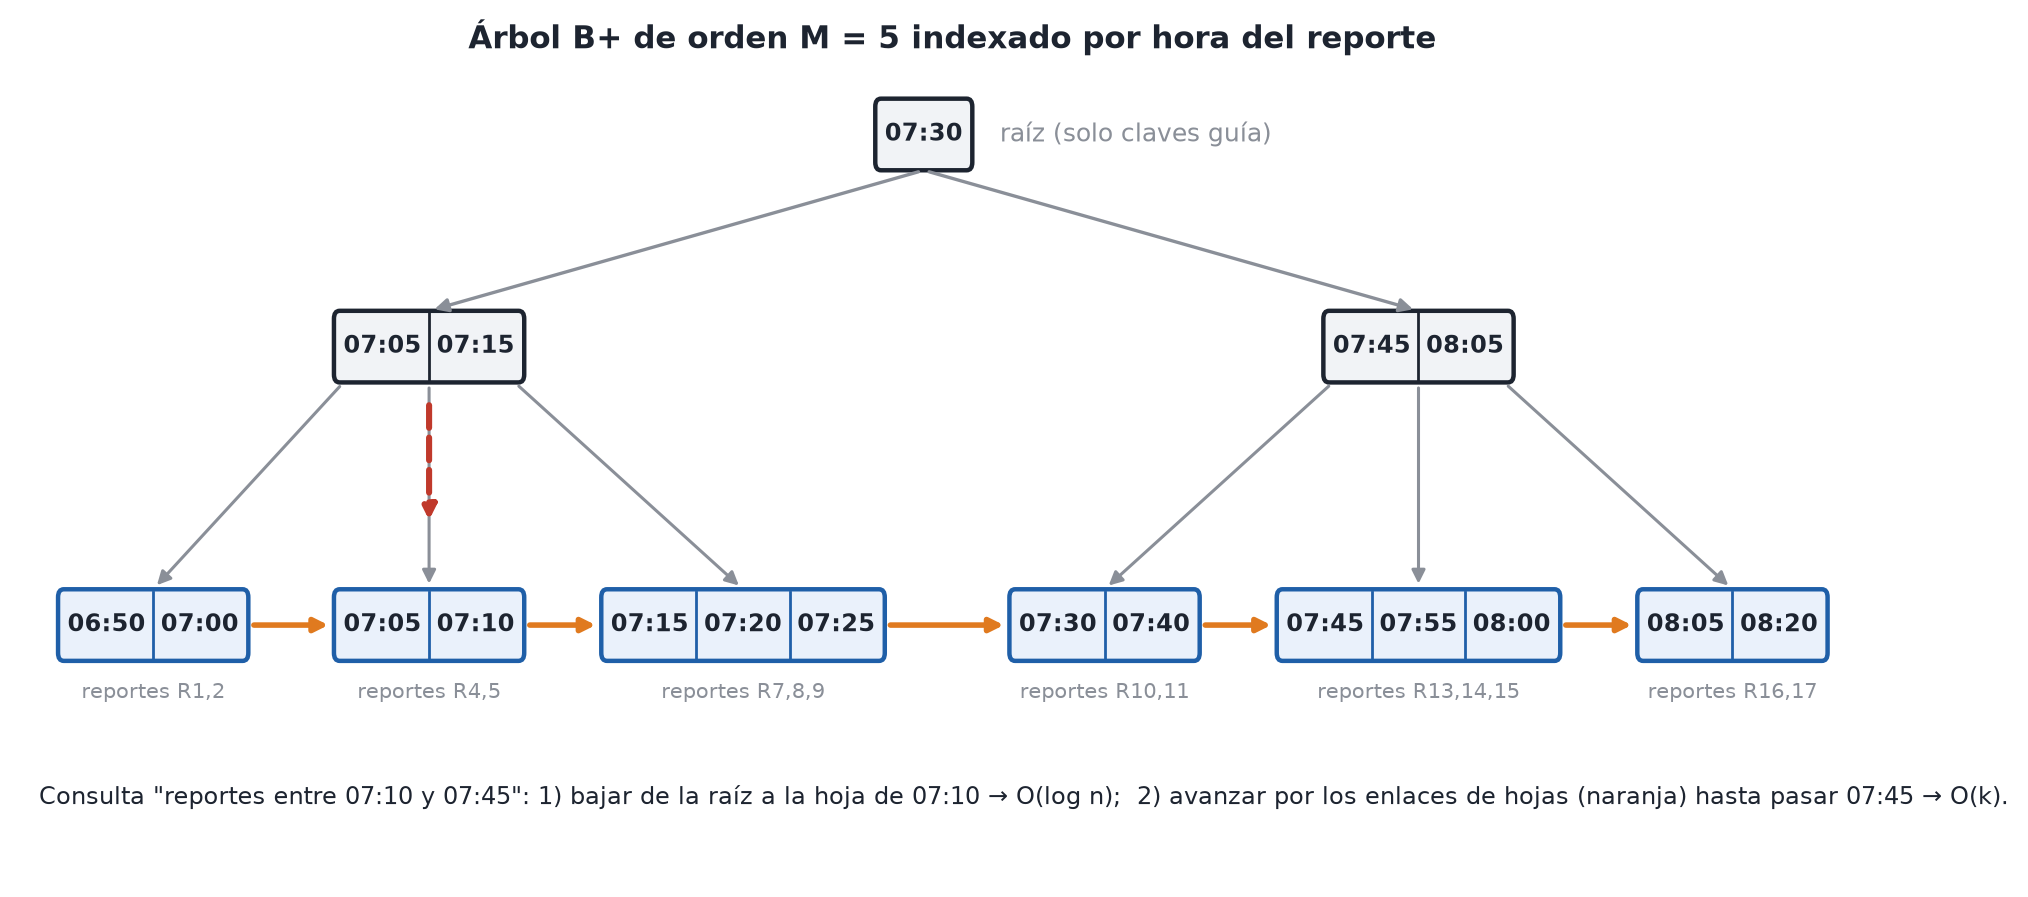 Árbol B+ de orden M = 5 indexado por hora del reporte
07:30 raíz (solo claves guía)
07:05 07:15 07:45 08:05
06:50 07:00 07:05 07:10 07:15 07:20 07:25 07:30 07:40 07:45 07:55 08:00 08:05 08:20
reportes R1,2 reportes R4,5 reportes R7,8,9 reportes R10,11 reportes R13,14,15 reportes R16,17
Consulta "reportes entre 07:10 y 07:45": 1) bajar de la raíz a la hoja de 07:10 → O(log n);  2) avanzar por los enlaces de hojas (naranja) hasta pasar 07:45 → O(k).